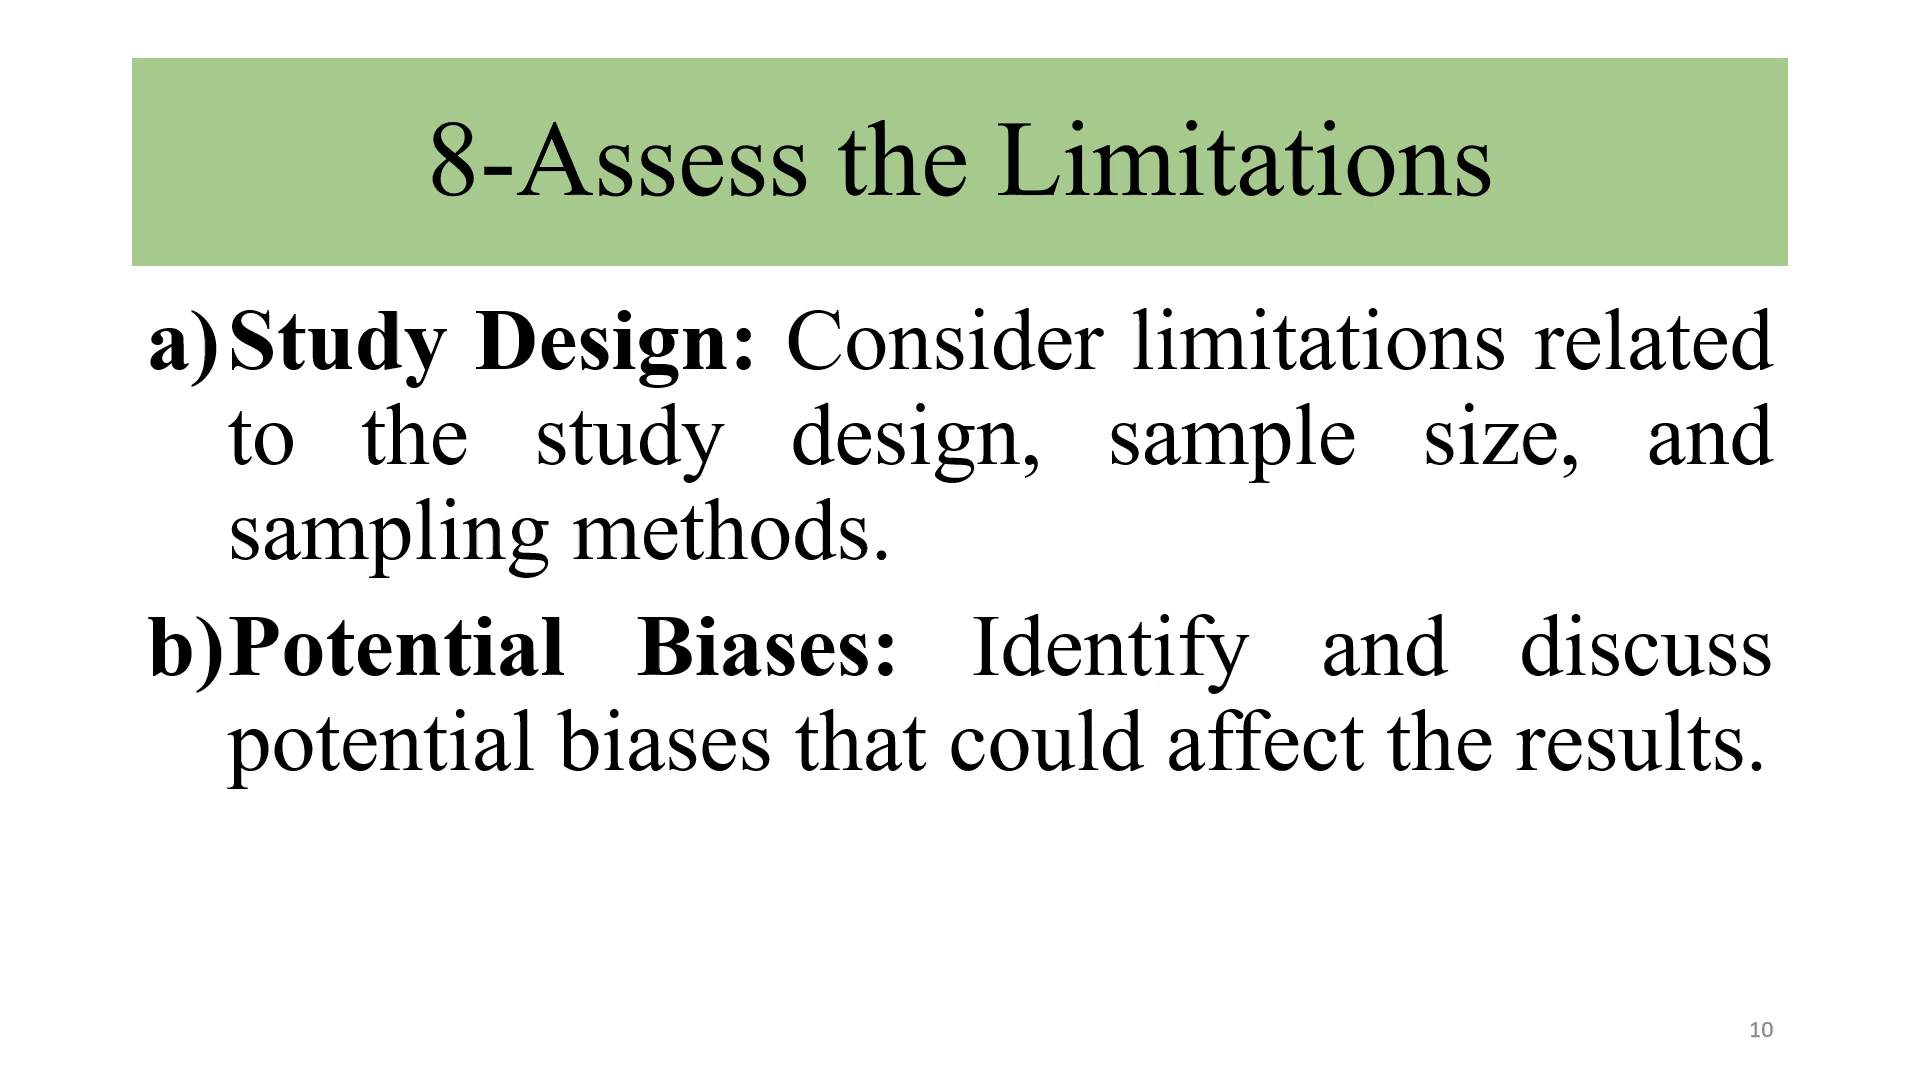 8-Assess the Limitations
a) Study Design: Consider limitations related
to the study design, sample size, and
sampling methods.
b) Potential Biases: Identify and discuss
potential biases that could affect the results.
10